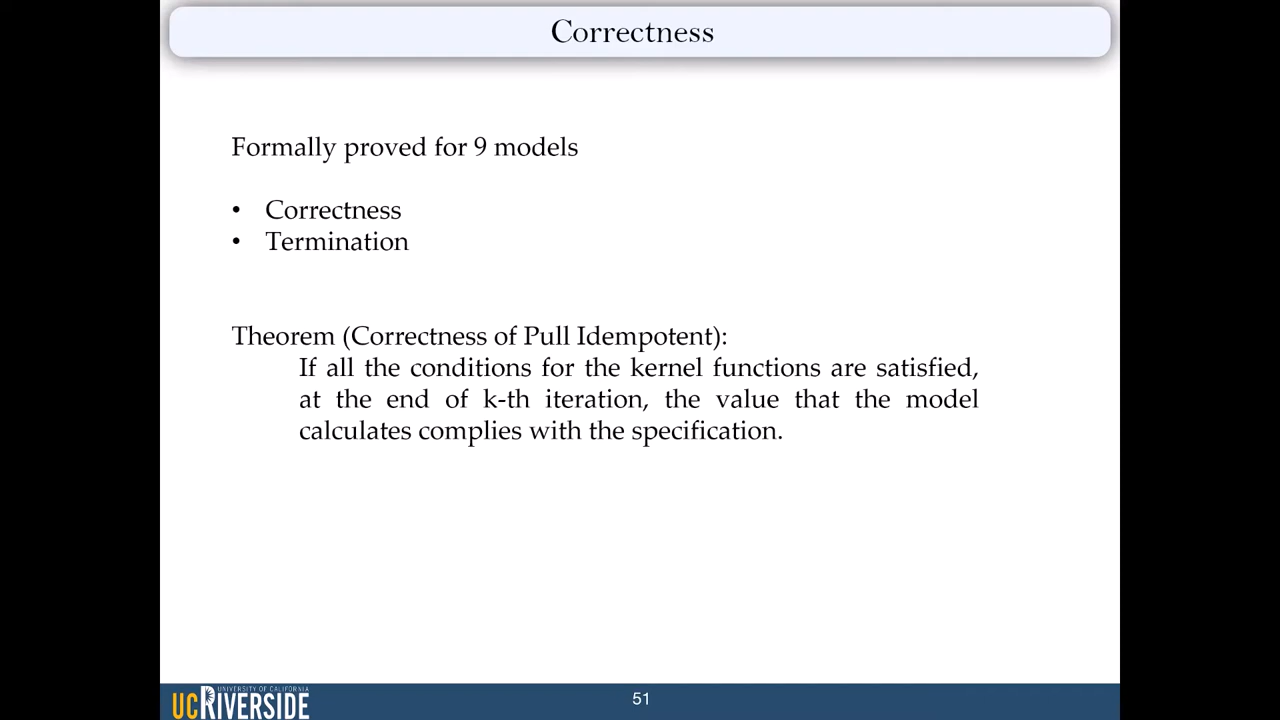 Correctness
Formally proved for 9 models
• Correctness
• Termination
Theorem (Correctness of Pull Idempotent):
If all the conditions for the kernel functions are satisfied,
at the end of k-th iteration, the value that the model
calculates complies with the specification.
UNIVERSITY OF CALIFORNIA
UCRIVERSIDE
51